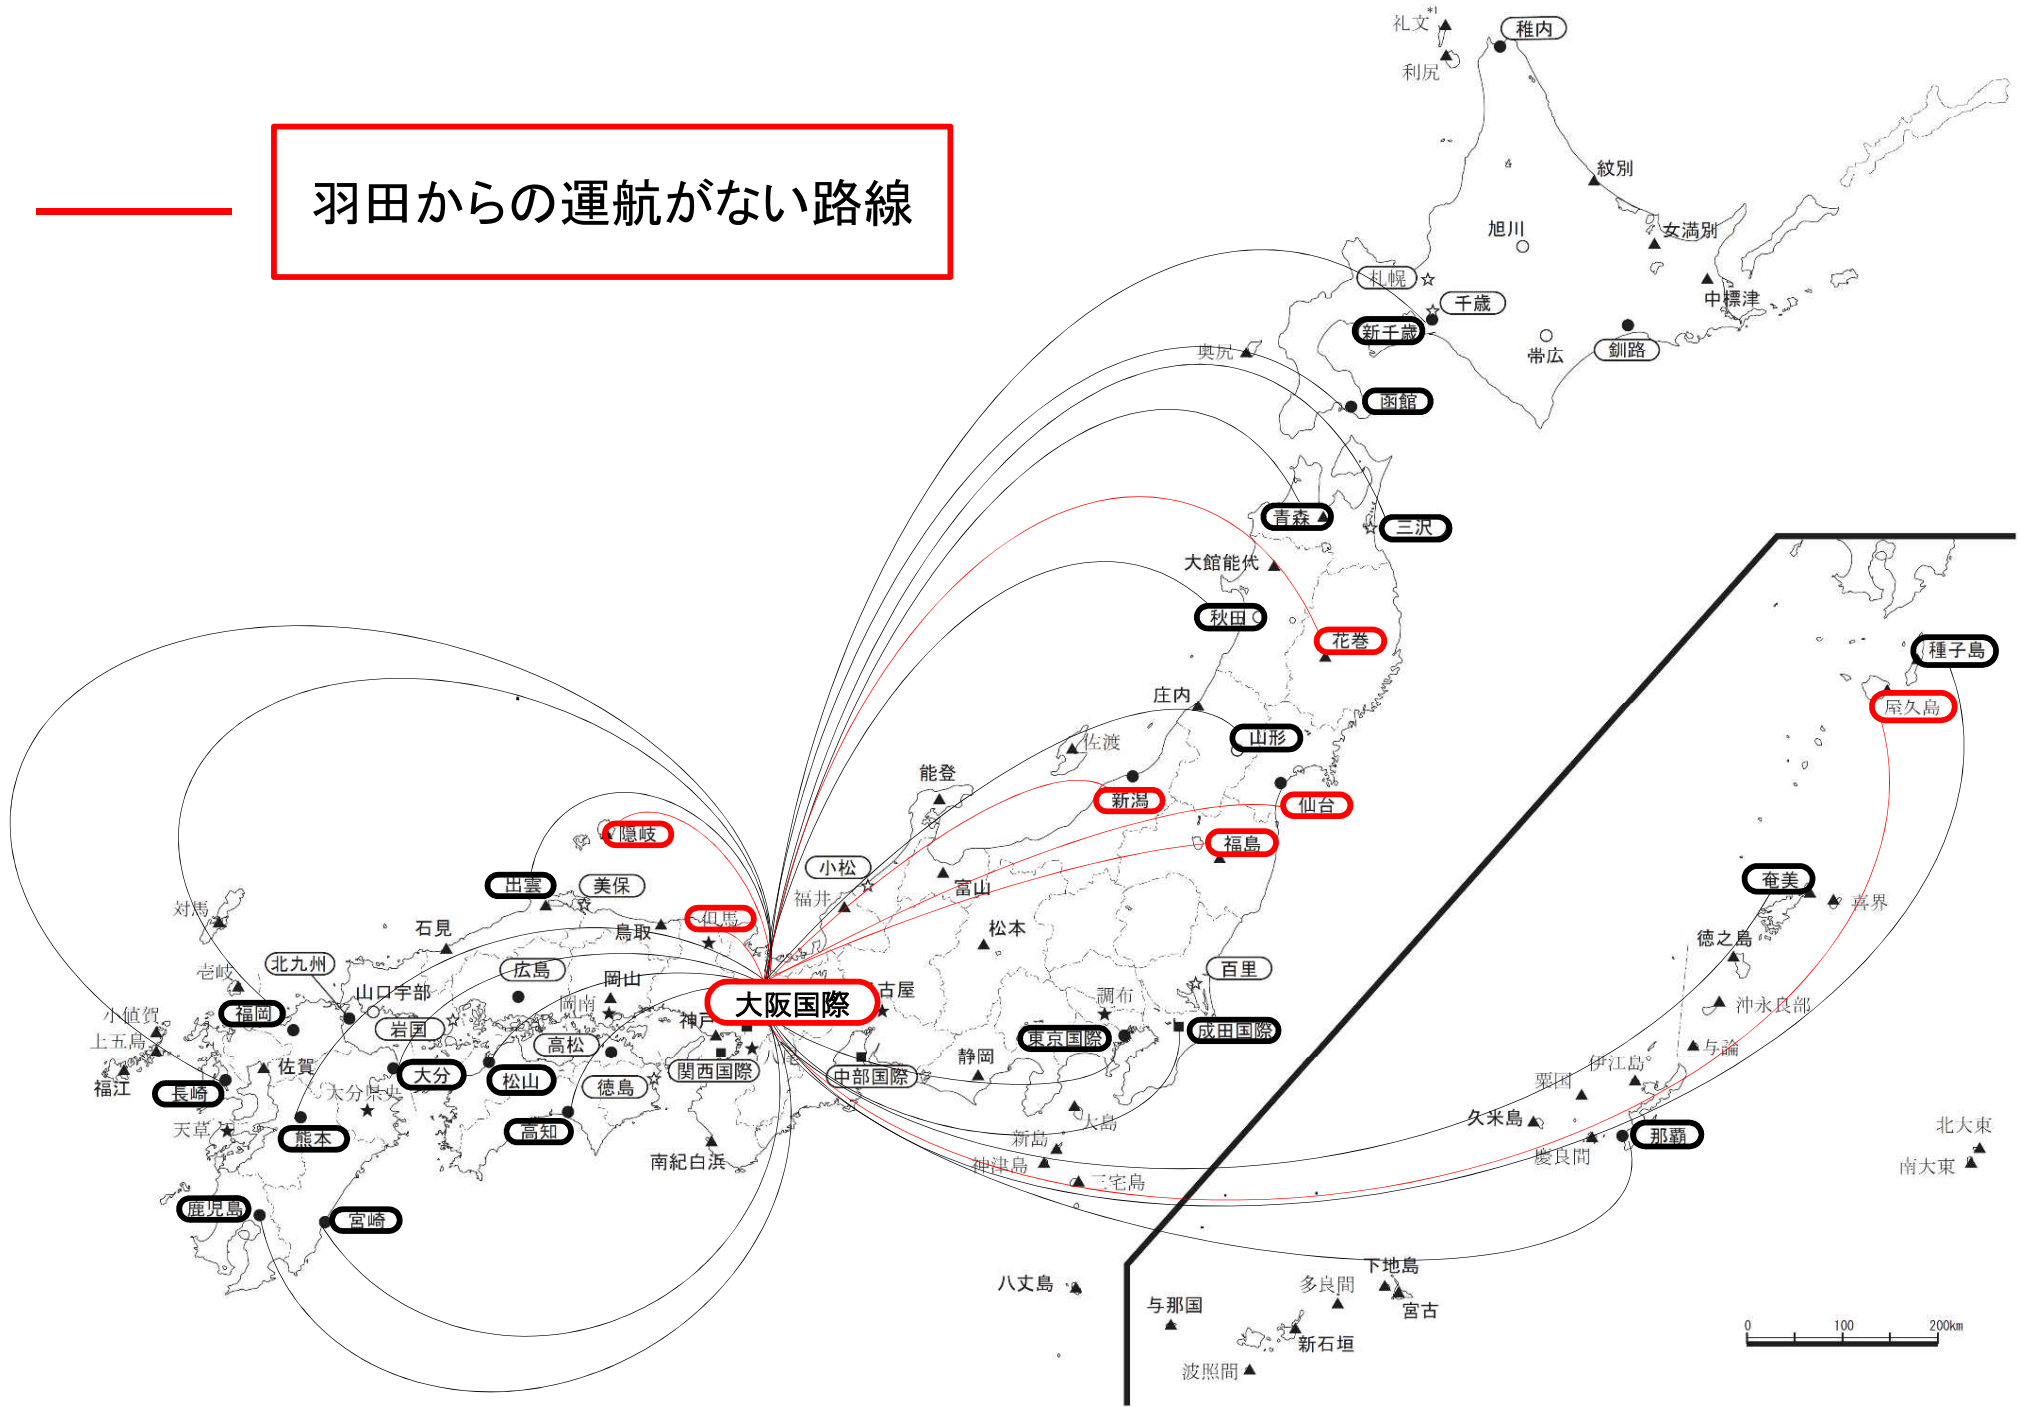 羽田からの運航がない路線
礼文*1
利尻
稚内
紋別
旭川
女満別
中標津
札幌
千歳
新千歳
帯広
釧路
奥尻
函館
青森
三沢
大館能代
秋田
花巻
庄内
山形
佐渡
新潟
仙台
福島
能登
小松
福井
富山
松本
百里
調布
東京国際
成田国際
静岡
中部国際
大島
新島
神津島
三宅島
八丈島
隠岐
出雲
美保
但馬
鳥取
石見
対馬
壱岐
北九州
山口宇部
広島
岡山
岡南
岩国
高松
徳島
神戸
大阪国際
古屋
関西国際
八尾
南紀白浜
小値賀
上五島
福江
福岡
佐賀
長崎
大分県央
大分
松山
高知
天草
熊本
鹿児島
宮崎
種子島
屋久島
奄美
喜界
徳之島
沖永良部
与論
伊江島
粟国
久米島
慶良間
那覇
北大東
南大東
下地島
多良間
宮古
与那国
新石垣
波照間
0 100 200km